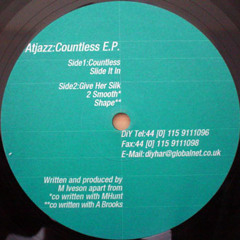 Atjazz:Countless E.P.
Side1:Countless
Slide It In
Side2:Give Her Silk
2 Smooth*
Shape**
DiY Tel:44 [0] 115 9111096
Fax:44 [0] 115 9119098
E-Mail:diyhar@globalnet.co.uk
Written and produced by
M Iveson apart from
*co written with MHunt
**co written with A Brooks